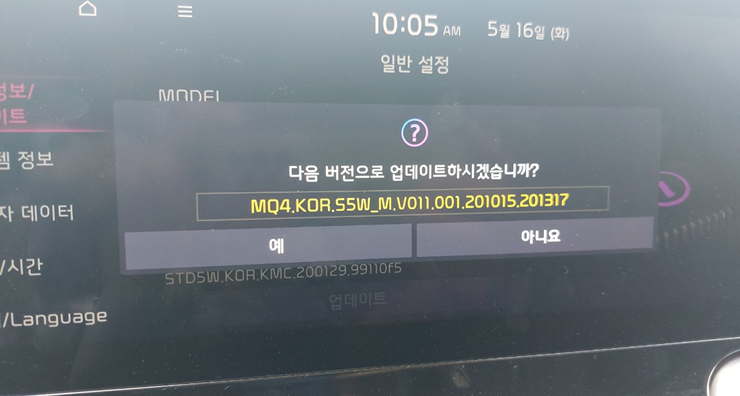 10:05 AM 5월 16일 (화)
일반 설정
정보/
이트
MODEL
?
다음 버전으로 업데이트하시겠습니까?
템 정보
MQ4.KOR.S5W_M.V011.001.201015.201317
자 데이터
예
아니요
/시간
STD5W.KOR.KMC.200129.99110f5
업데이트
/Language